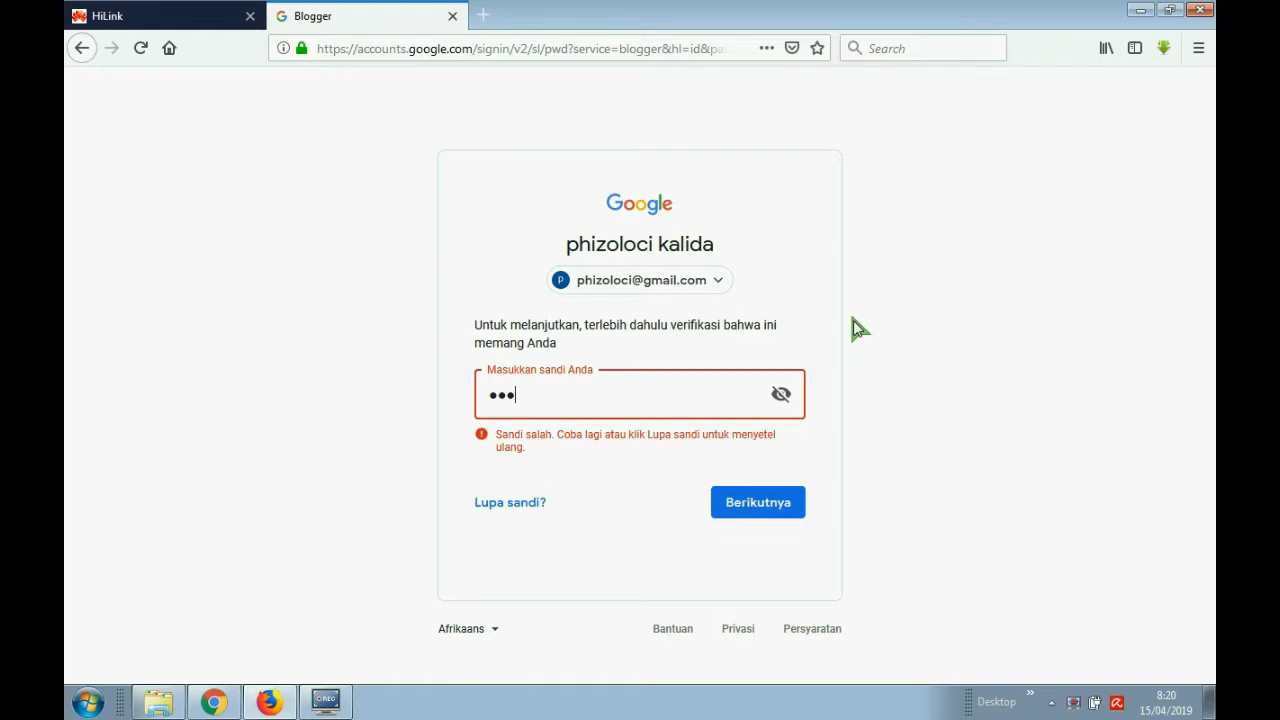 HiLink
Blogger
https://accounts.google.com/signin/v2/sl/pwd?service=blogger&hl=id&pa
Search
Google
phizoloci kalida
p
phizoloci@gmail.com
Untuk melanjutkan, terlebih dahulu verifikasi bahwa ini
memang Anda
Masukkan sandi Anda
Sandi salah. Coba lagi atau klik Lupa sandi untuk menyetel
ulang.
Lupa sandi?
Berikutnya
Afrikaans
Bantuan
Privasi
Persyaratan
REC
Desktop
8:20
15/04/2019